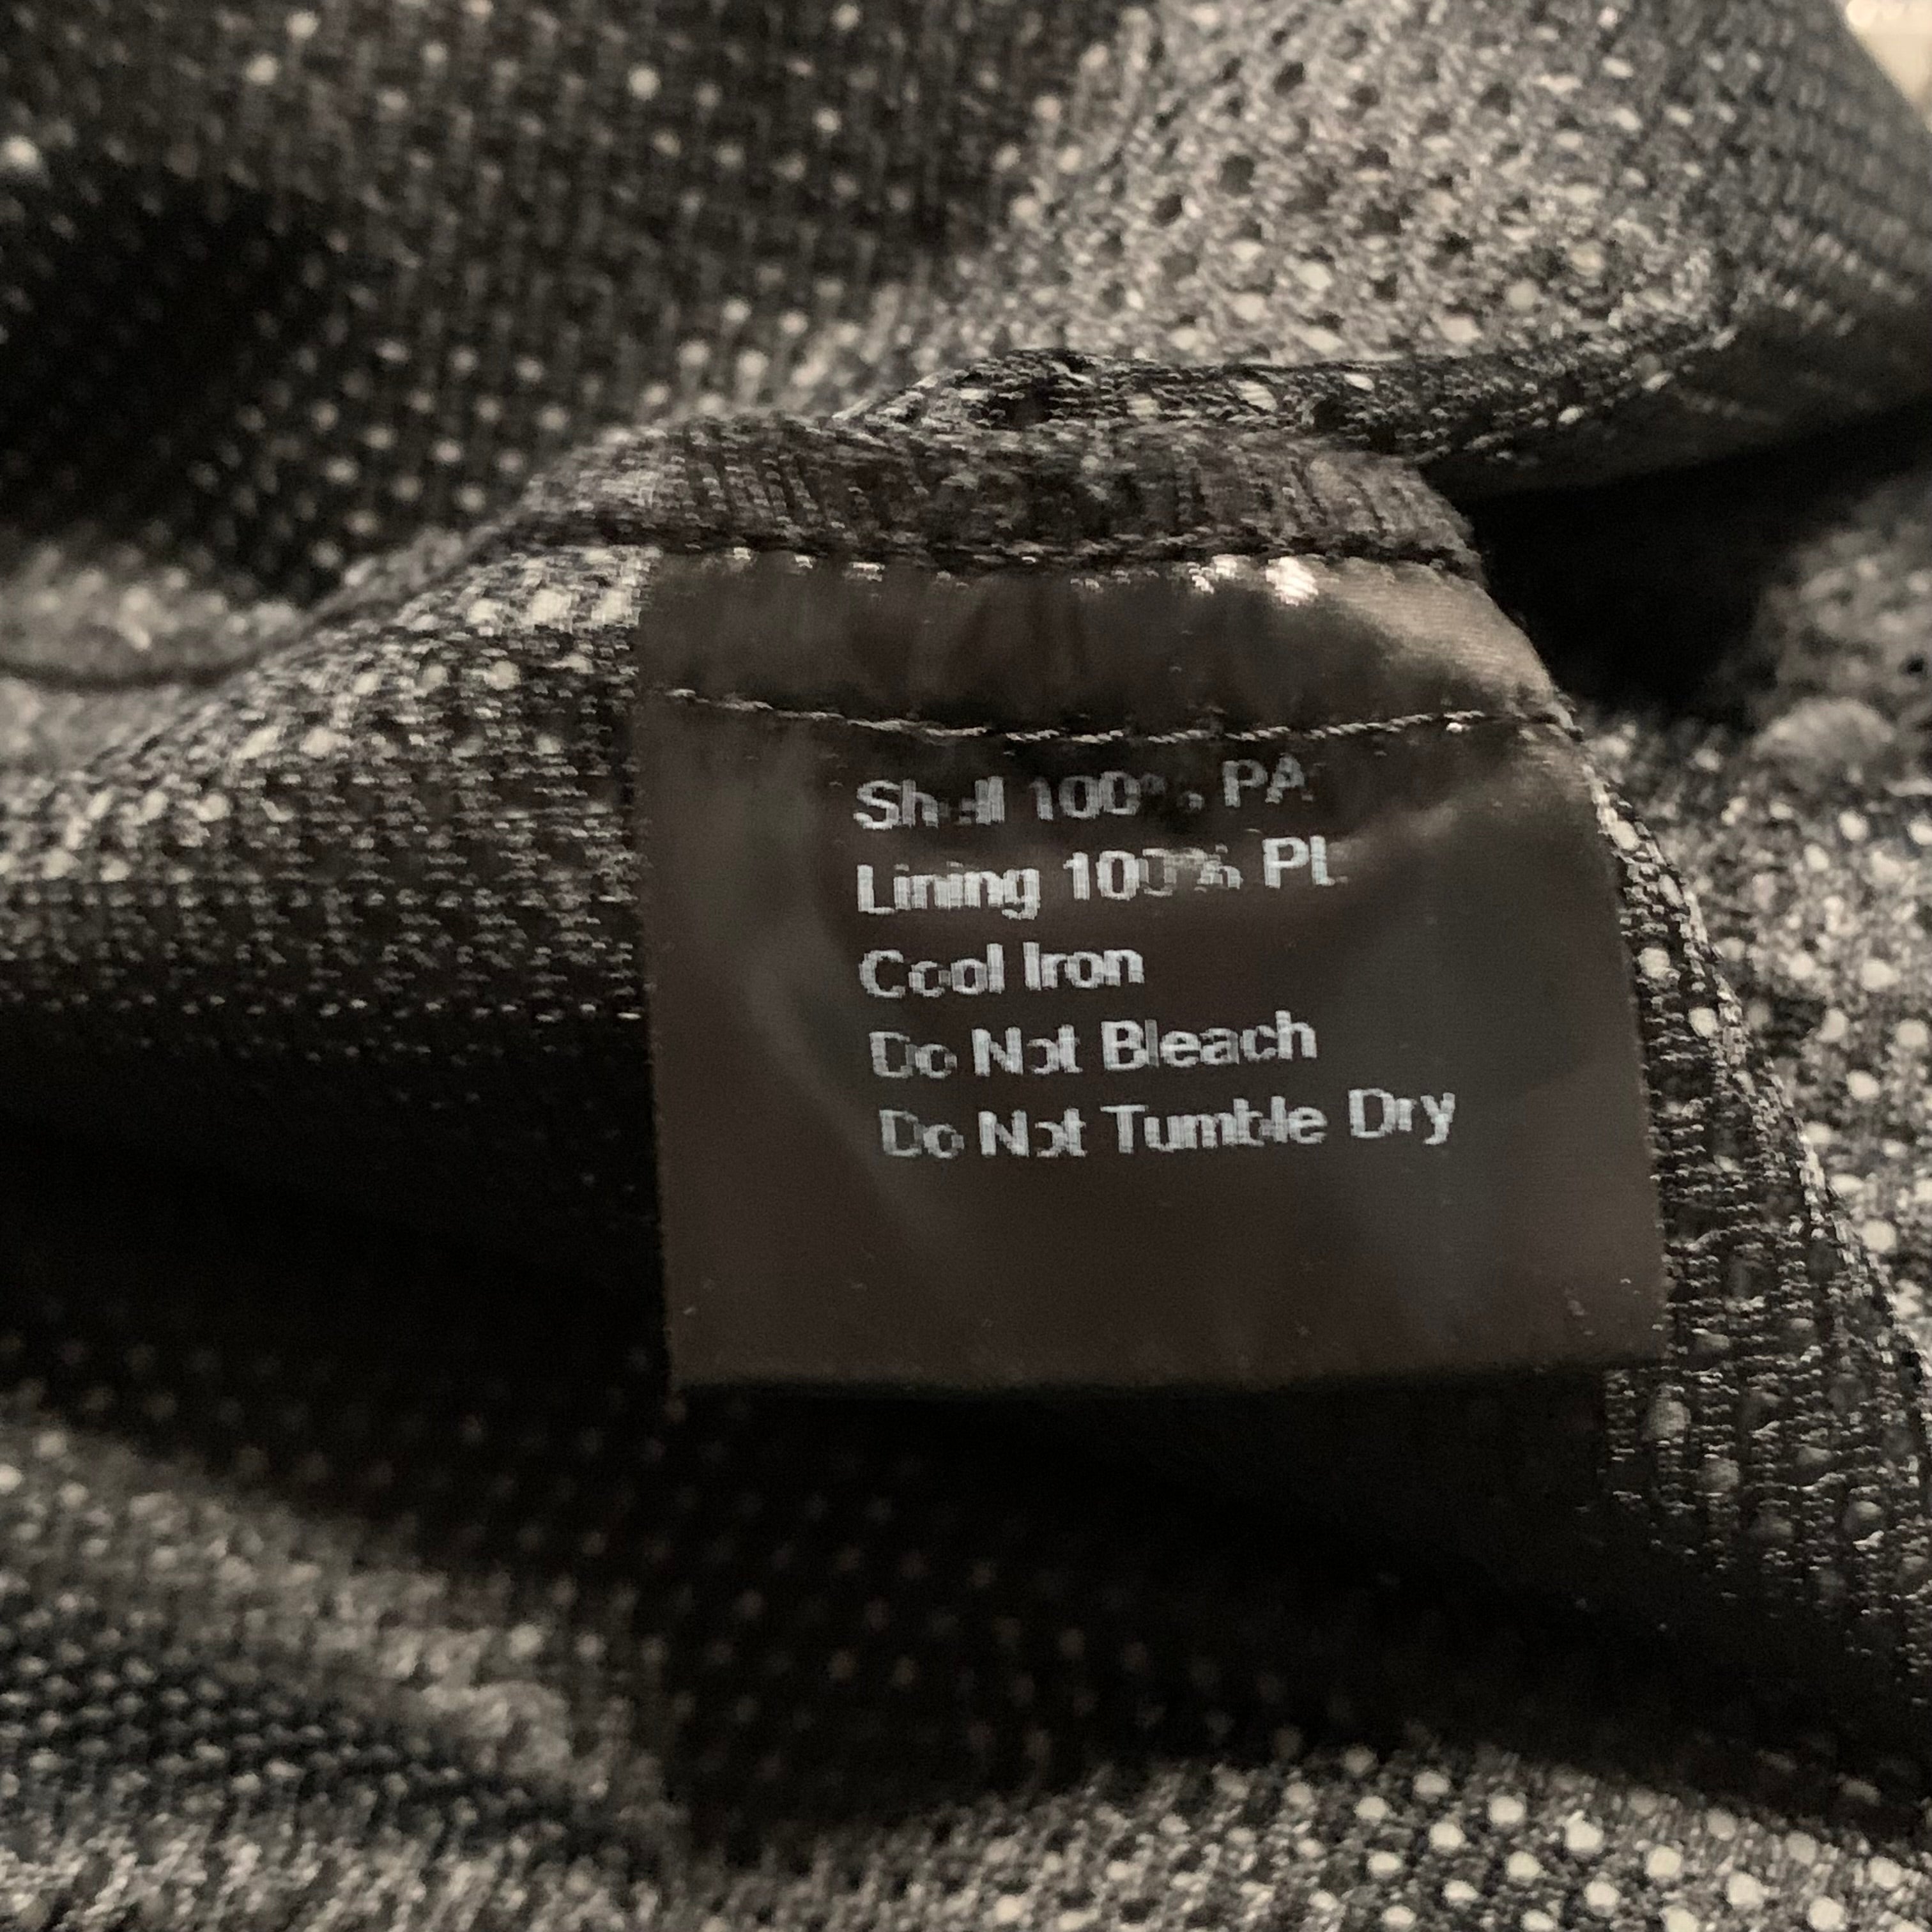 Shell 100% PA
Lining 100% PL
Cool Iron
Do Not Bleach
Do Not Tumble Dry